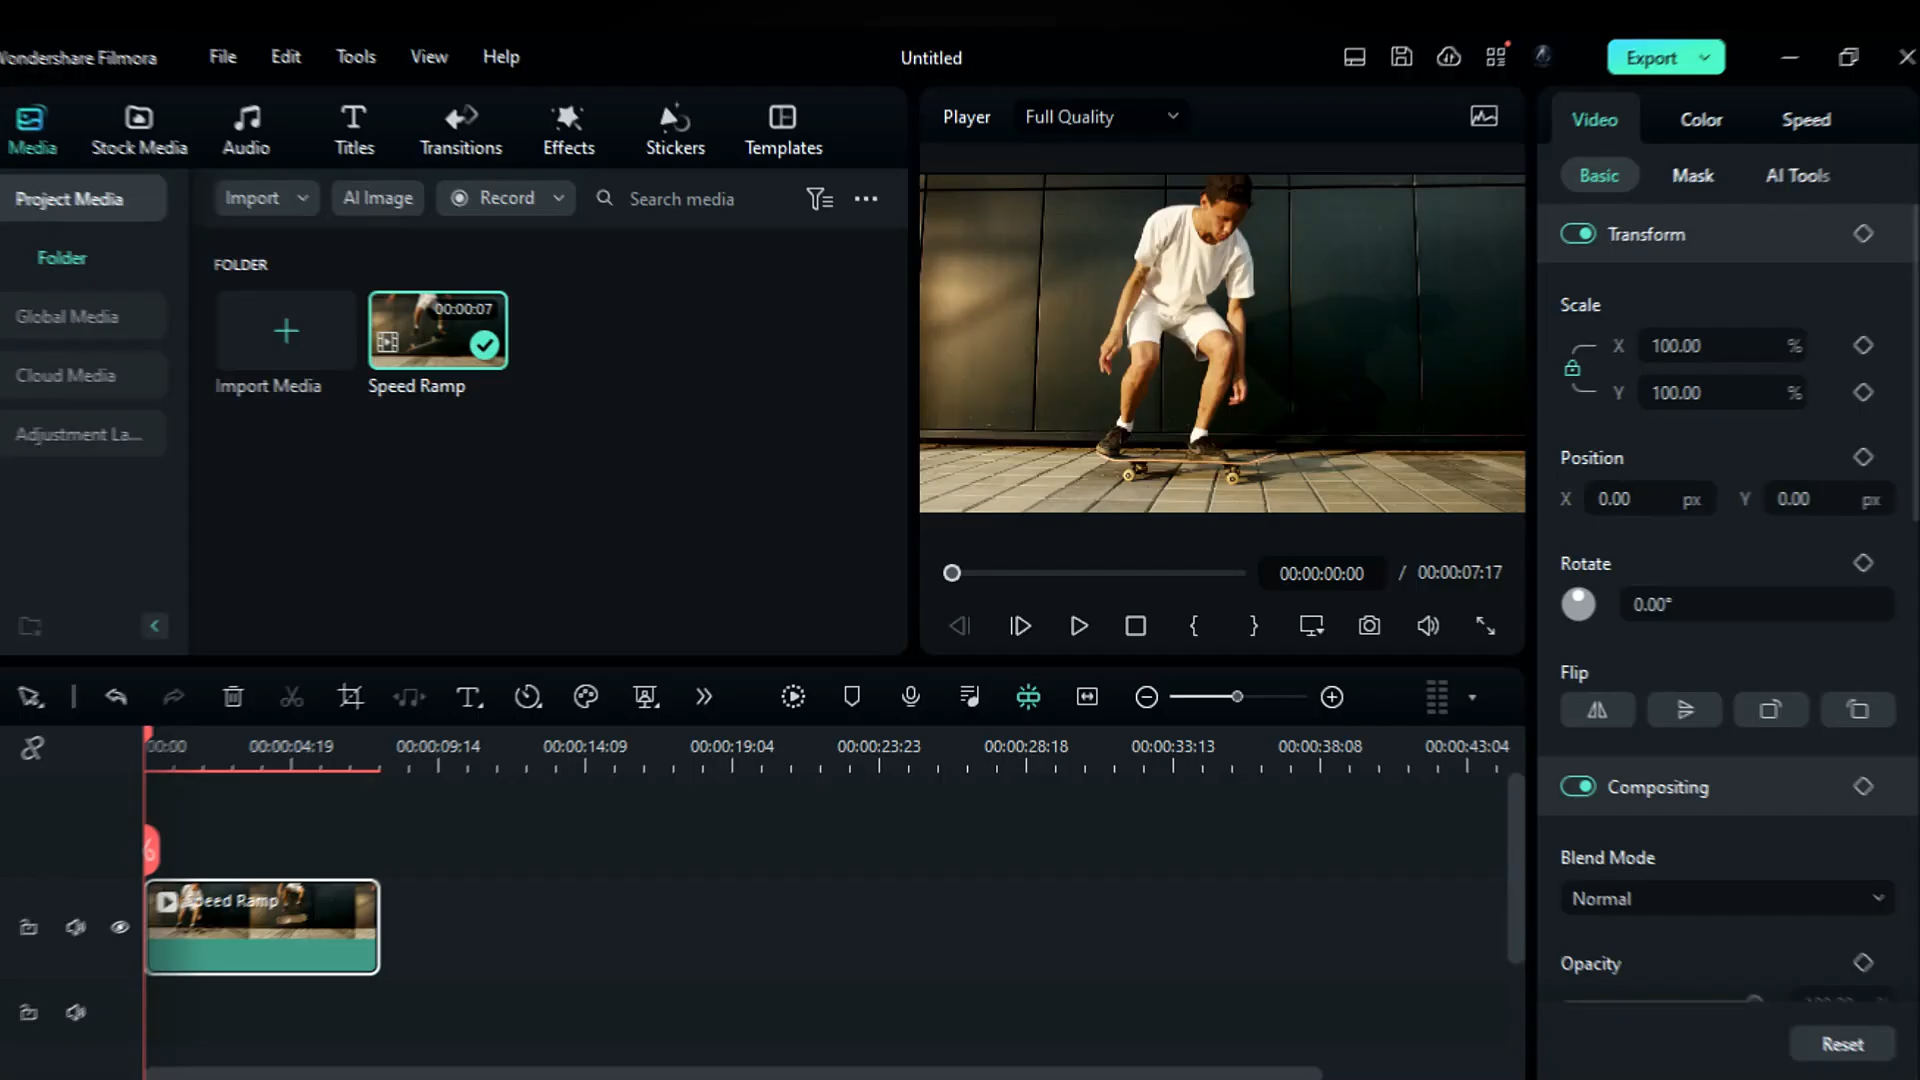 Wondershare Filmora File Edit Tools View Help Untitled Export
Media Stock Media Audio Titles Transitions Effects Stickers Templates
Player Full Quality
Video Color Speed
Project Media
Import AI Image Record Search media
Basic Mask AI Tools
Folder
FOLDER
Transform
Global Media
00:00:07
Scale
X 100.00 %
Cloud Media
Import Media Speed Ramp
Y 100.00 %
Adjustment La...
Position
X 0.00 px Y 0.00 px
00:00:00:00 / 00:00:07:17
Rotate
0.00°
Flip
00:00 00:00:04:19 00:00:09:14 00:00:14:09 00:00:19:04 00:00:23:23 00:00:28:18 00:00:33:13 00:00:38:08 00:00:43:04
Compositing
Blend Mode
Normal
Speed Ramp
Opacity
Reset